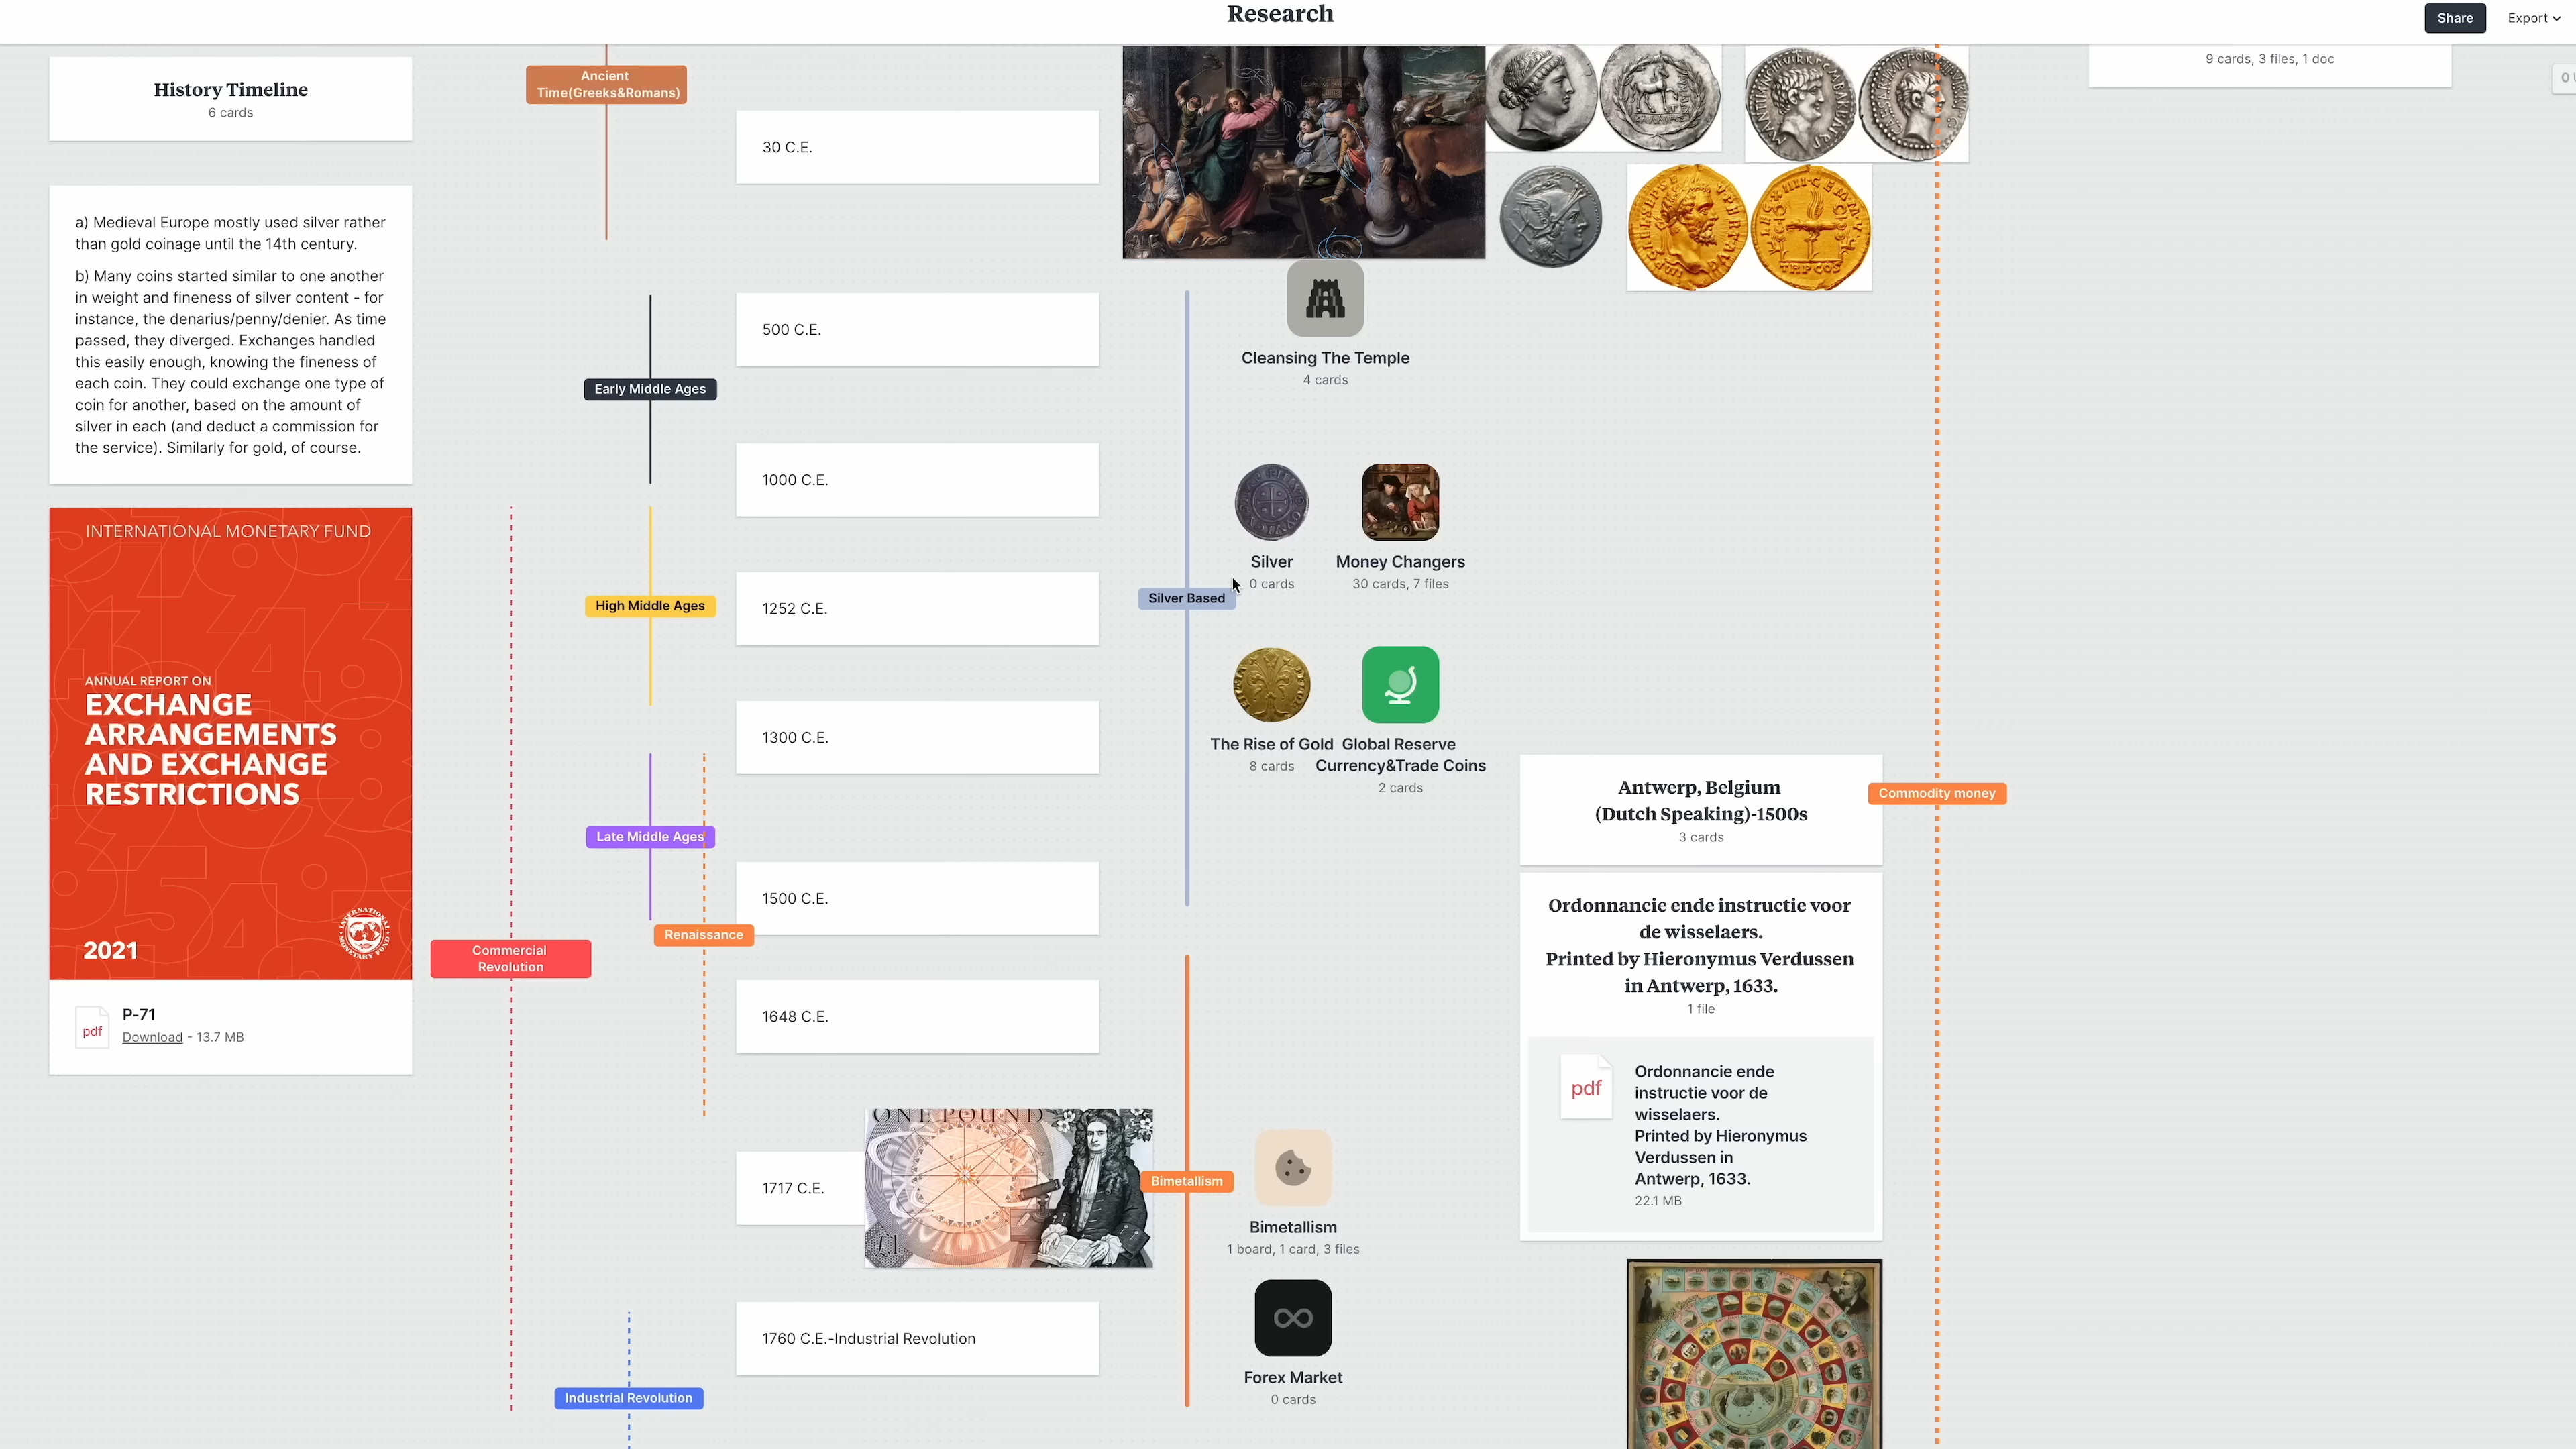 Research
Share
Export
9 cards, 3 files, 1 doc
0
History Timeline
6 cards
Ancient
Time(Greeks&Romans)
30 C.E.
a) Medieval Europe mostly used silver rather
than gold coinage until the 14th century.
b) Many coins started similar to one another
in weight and fineness of silver content - for
instance, the denarius/penny/denier. As time
passed, they diverged. Exchanges handled
this easily enough, knowing the fineness of
each coin. They could exchange one type of
coin for another, based on the amount of
silver in each (and deduct a commission for
the service). Similarly for gold, of course.
500 C.E.
Cleansing The Temple
4 cards
Early Middle Ages
1000 C.E.
INTERNATIONAL MONETARY FUND
ANNUAL REPORT ON
EXCHANGE
ARRANGEMENTS
AND EXCHANGE
RESTRICTIONS
2021
P-71
pdf
Download - 13.7 MB
Silver
0 cards
Money Changers
30 cards, 7 files
Silver Based
High Middle Ages
1252 C.E.
1300 C.E.
The Rise of Gold
8 cards
Global Reserve
Currency&Trade Coins
2 cards
Antwerp, Belgium
(Dutch Speaking)-1500s
3 cards
Commodity money
Late Middle Ages
1500 C.E.
Renaissance
Commercial
Revolution
Ordonnancie ende instructie voor
de wisselaers.
Printed by Hieronymus Verdussen
in Antwerp, 1633.
1 file
pdf
Ordonnancie ende
instructie voor de
wisselaers.
Printed by Hieronymus
Verdussen in
Antwerp, 1633.
22.1 MB
1648 C.E.
ONE POUND
£1
1717 C.E.
Bimetallism
Bimetallism
1 board, 1 card, 3 files
1760 C.E.-Industrial Revolution
Forex Market
0 cards
Industrial Revolution